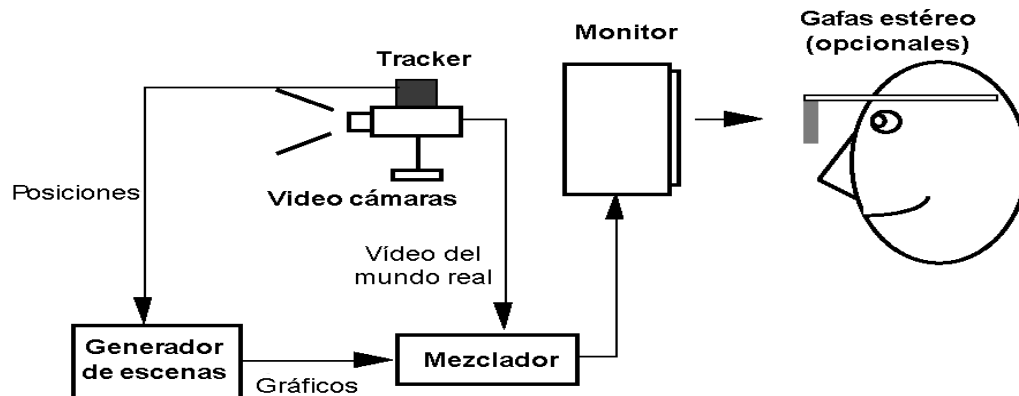 Gafas estéreo
(opcionales)
Monitor
Tracker
Posiciones
Video cámaras
Vídeo del
mundo real
Generador
de escenas
Gráficos
Mezclador